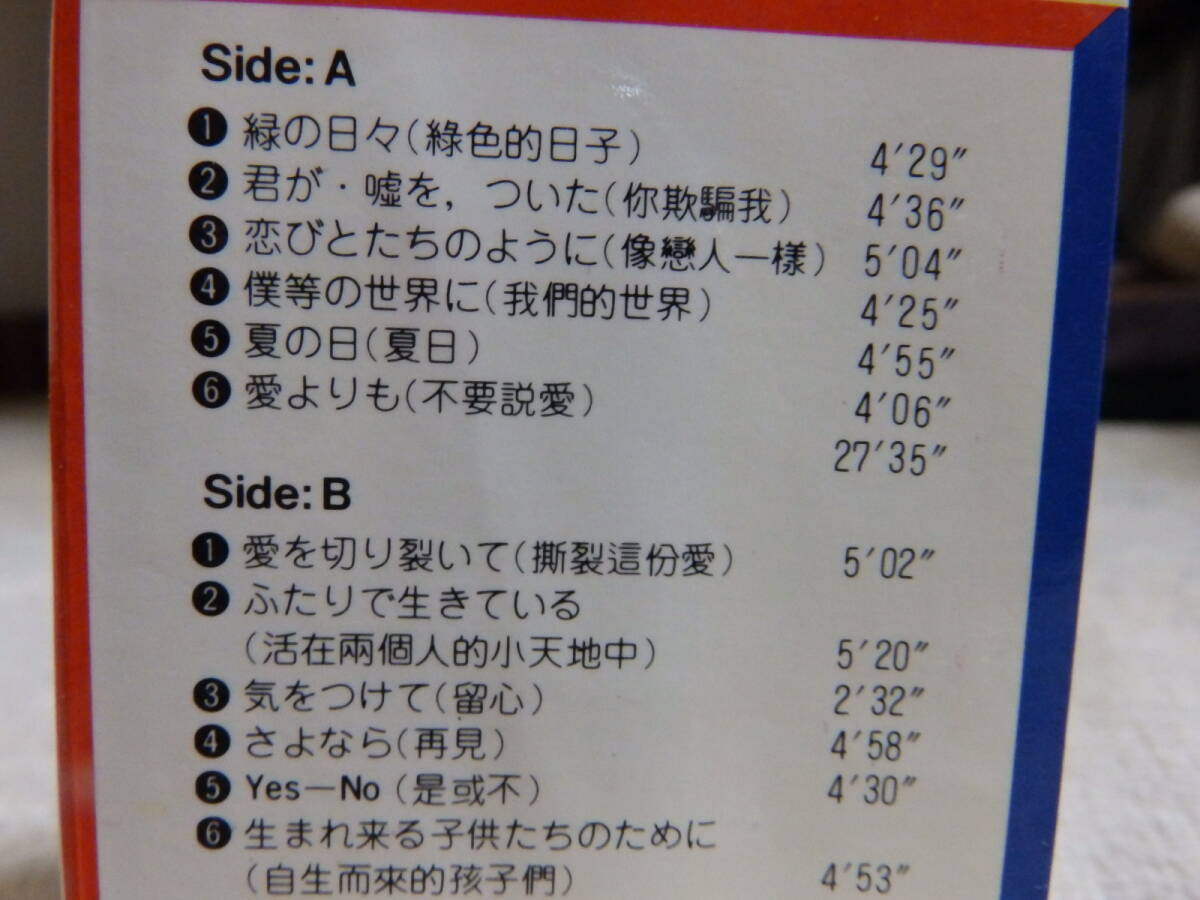 Side: A
❶ 緑の日々(綠色的日子) 4'29"
❷ 君が・嘘を, ついた(你欺騙我) 4'36"
❸ 恋びとたちのように(像戀人一樣) 5'04"
❹ 僕等の世界に(我們的世界) 4'25"
❺ 夏の日(夏日) 4'55"
❻ 愛よりも(不要説愛) 4'06"
27'35"
Side: B
❶ 愛を切り裂いて(撕裂這份愛) 5'02"
❷ ふたりで生きている
(活在兩個人的小天地中) 5'20"
❸ 気をつけて(留心) 2'32"
❹ さよなら(再見) 4'58"
❺ Yes—No (是或不) 4'30"
❻ 生まれ来る子供たちのために
(自生而來的孩子們) 4'53"